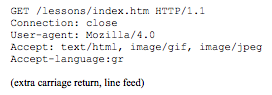 GET /lessons/index.htm HTTP/1.1
Connection: close
User-agent: Mozilla/4.0
Accept: text/html, image/gif, image/jpeg
Accept-language:gr
(extra carriage return, line feed)